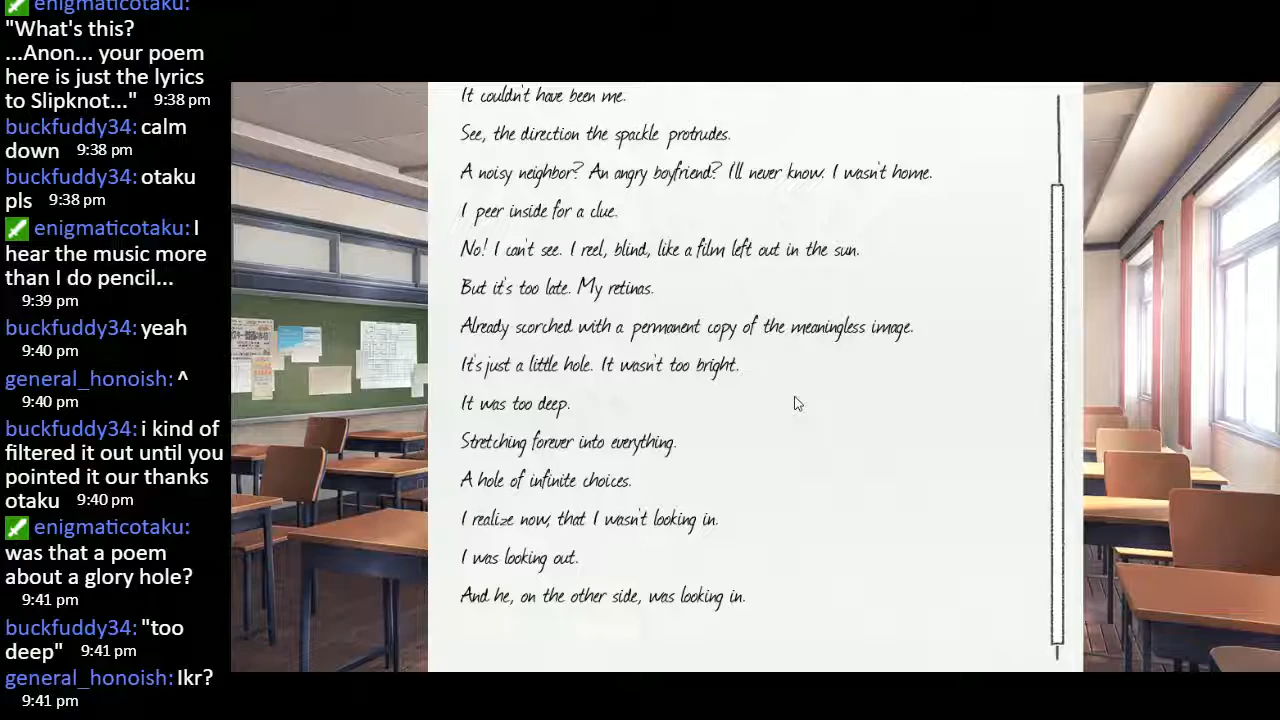 enigmaticotaku:
"What's this?
...Anon... your poem
here is just the lyrics
to Slipknot..." 9:38 pm
buckfuddy34: calm
down 9:38 pm
buckfuddy34: otaku
pls 9:38 pm
enigmaticotaku: I
hear the music more
than I do pencil...
9:39 pm
buckfuddy34: yeah
9:40 pm
general_honoish: ^
9:40 pm
buckfuddy34: i kind of
filtered it out until you
pointed it our thanks
otaku 9:40 pm
enigmaticotaku:
was that a poem
about a glory hole?
9:41 pm
buckfuddy34: "too
deep" 9:41 pm
general_honoish: lkr?
9:41 pm
It couldn't have been me.
See, the direction the spackle protrudes.
A noisy neighbor? An angry boyfriend? I'll never know. I wasn't home.
I peer inside for a clue.
No! I can't see. I reel, blind, like a film left out in the sun.
But it's too late. My retinas.
Already scorched with a permanent copy of the meaningless image.
It's just a little hole. It wasn't too bright.
It was too deep.
Stretching forever into everything.
A hole of infinite choices.
I realize now, that I wasn't looking in.
I was looking out.
And he, on the other side, was looking in.